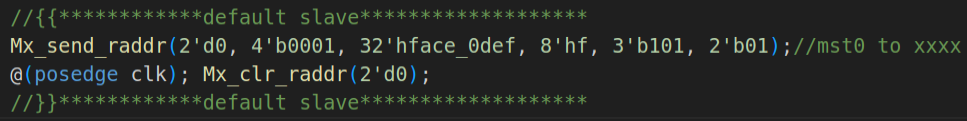 //{{************default slave********************
Mx_send_raddr(2'd0, 4'b0001, 32'hface_0def, 8'hf, 3'b101, 2'b01);//mst0 to xxxx
@(posedge clk); Mx_clr_raddr(2'd0);
//}}************default slave********************